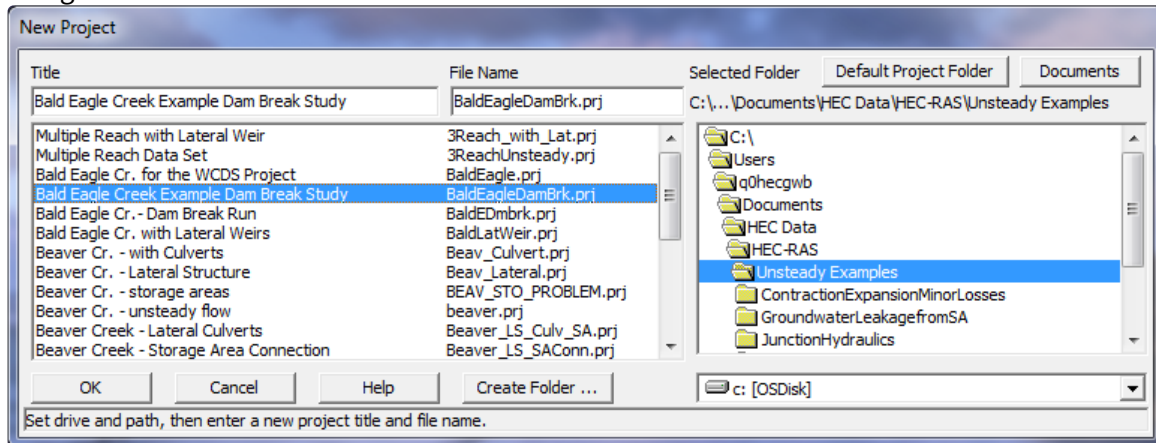 New Project
Title File Name Selected Folder Default Project Folder Documents
Bald Eagle Creek Example Dam Break Study BaldEagleDamBrk.prj C:\...\Documents\HEC Data\HEC-RAS\Unsteady Examples
Multiple Reach with Lateral Weir 3Reach_with_Lat.prj
Multiple Reach Data Set 3ReachUnsteady.prj
Bald Eagle Cr. for the WCDS Project BaldEagle.prj
Bald Eagle Creek Example Dam Break Study BaldEagleDamBrk.prj
Bald Eagle Cr.- Dam Break Run BaldEDmbrk.prj
Bald Eagle Cr. with Lateral Weirs BaldLatWeir.prj
Beaver Cr. - with Culverts Beav_Culvert.prj
Beaver Cr. - Lateral Structure Beav_Lateral.prj
Beaver Cr. - storage areas BEAV_STO_PROBLEM.prj
Beaver Cr. - unsteady flow beaver.prj
Beaver Creek - Lateral Culverts Beaver_LS_Culv_SA.prj
Beaver Creek - Storage Area Connection Beaver_LS_SAConn.prj
C:\
Users
q0hecgwb
Documents
HEC Data
HEC-RAS
Unsteady Examples
ContractionExpansionMinorLosses
GroundwaterLeakagefromSA
JunctionHydraulics
OK Cancel Help Create Folder ... c: [OSDisk]
Set drive and path, then enter a new project title and file name.